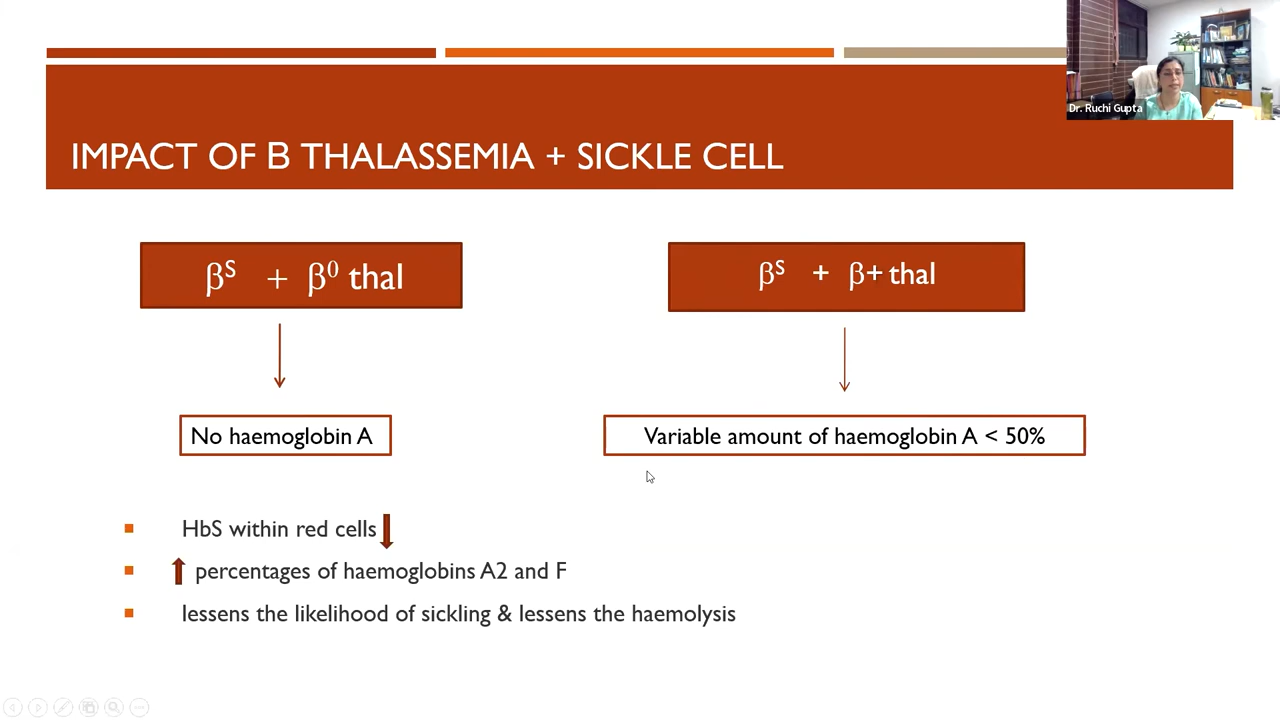 Dr. Ruchi Gupta
IMPACT OF Β THALASSEMIA + SICKLE CELL
βˢ + β⁰ thal
βˢ + β+ thal
No haemoglobin A
Variable amount of haemoglobin A < 50%
HbS within red cells
percentages of haemoglobins A2 and F
lessens the likelihood of sickling & lessens the haemolysis